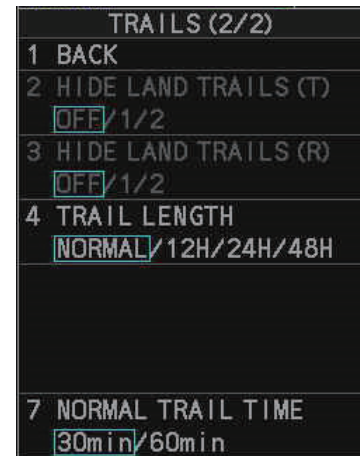 TRAILS (2/2)
1 BACK
2 HIDE LAND TRAILS (T)
OFF/1/2
3 HIDE LAND TRAILS (R)
OFF/1/2
4 TRAIL LENGTH
NORMAL/12H/24H/48H
7 NORMAL TRAIL TIME
30min/60min